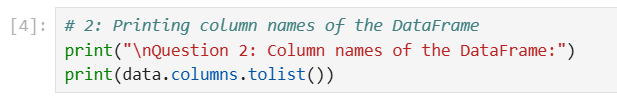 [4]: # 2: Printing column names of the DataFrame
print("\nQuestion 2: Column names of the DataFrame:")
print(data.columns.tolist())